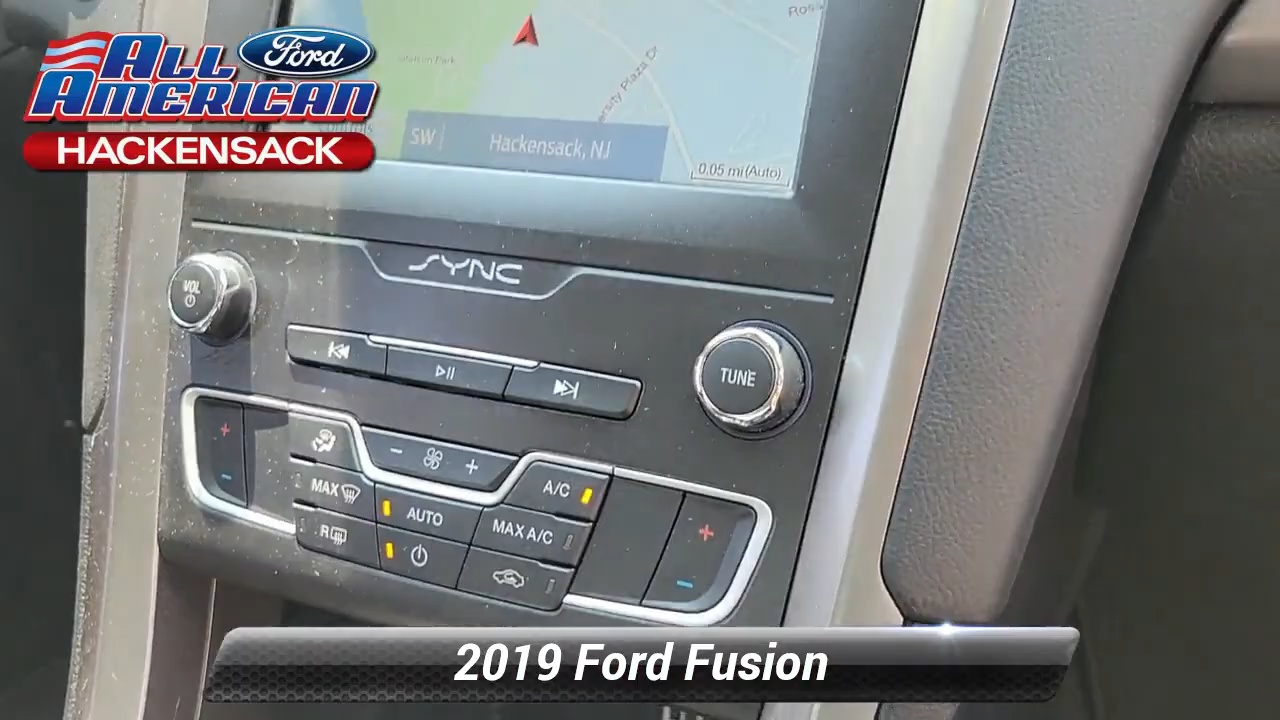 ALL
Ford
AMERICAN
HACKENSACK
SW
Hackensack, NJ
0.05 mi(Auto)
SYNC
VOL
TUNE
A/C
MAX
AUTO
MAX A/C
R
2019 Ford Fusion